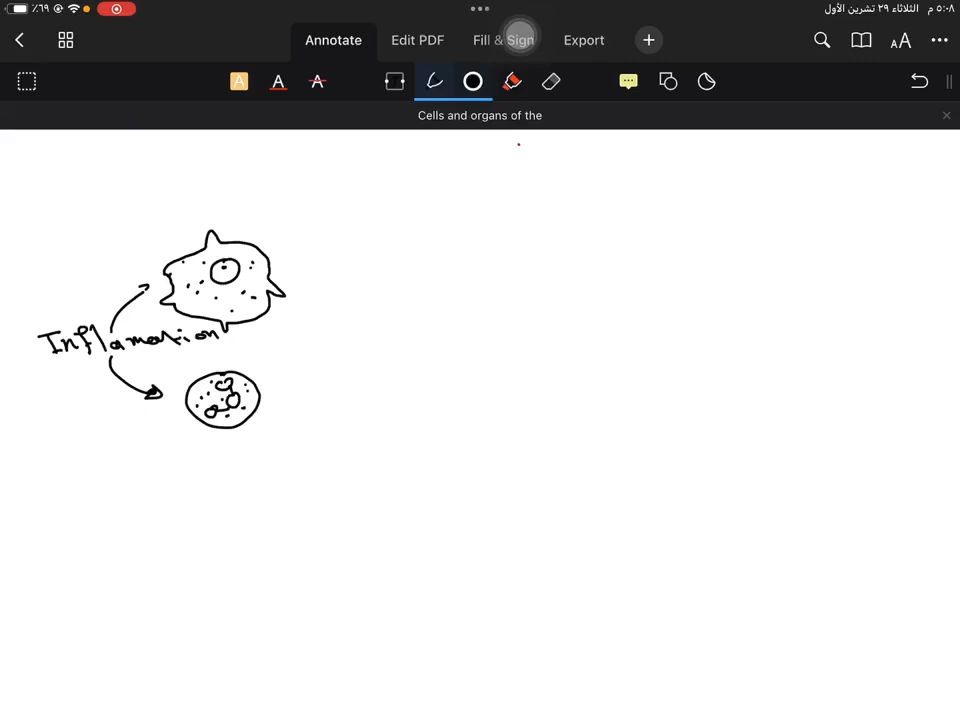 ٪٦٩ ٥:٠٨ م الثلاثاء ٢٩ تشرين الأول
Annotate Edit PDF Fill & Sign Export
A A A AA
Cells and organs of the
Inflamation